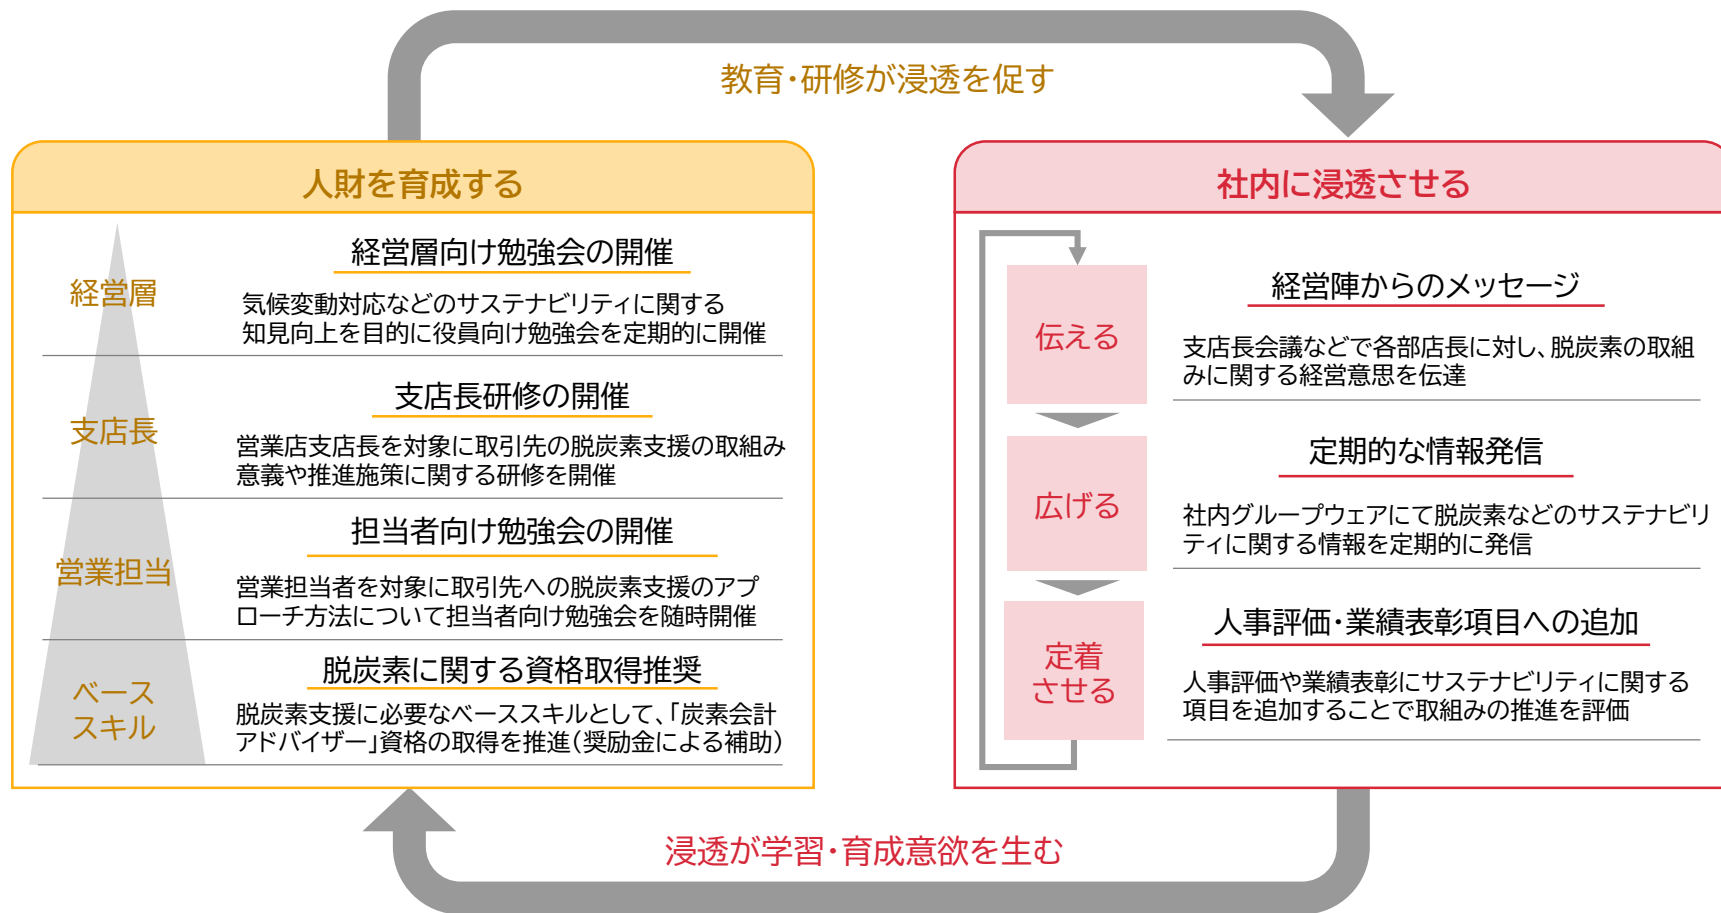 教育・研修が浸透を促す
人財を育成する
経営層
経営層向け勉強会の開催
気候変動対応などのサステナビリティに関する
知見向上を目的に役員向け勉強会を定期的に開催
支店長
支店長研修の開催
営業店支店長を対象に取引先の脱炭素支援の取組み
意義や推進施策に関する研修を開催
営業担当
担当者向け勉強会の開催
営業担当者を対象に取引先への脱炭素支援のアプ
ローチ方法について担当者向け勉強会を随時開催
ベース
スキル
脱炭素に関する資格取得推奨
脱炭素支援に必要なベーススキルとして、「炭素会計
アドバイザー」資格の取得を推進(奨励金による補助)
社内に浸透させる
伝える
経営陣からのメッセージ
支店長会議などで各部店長に対し、脱炭素の取組
みに関する経営意思を伝達
広げる
定期的な情報発信
社内グループウェアにて脱炭素などのサステナビリ
ティに関する情報を定期的に発信
定着
させる
人事評価・業績表彰項目への追加
人事評価や業績表彰にサステナビリティに関する
項目を追加することで取組みの推進を評価
浸透が学習・育成意欲を生む